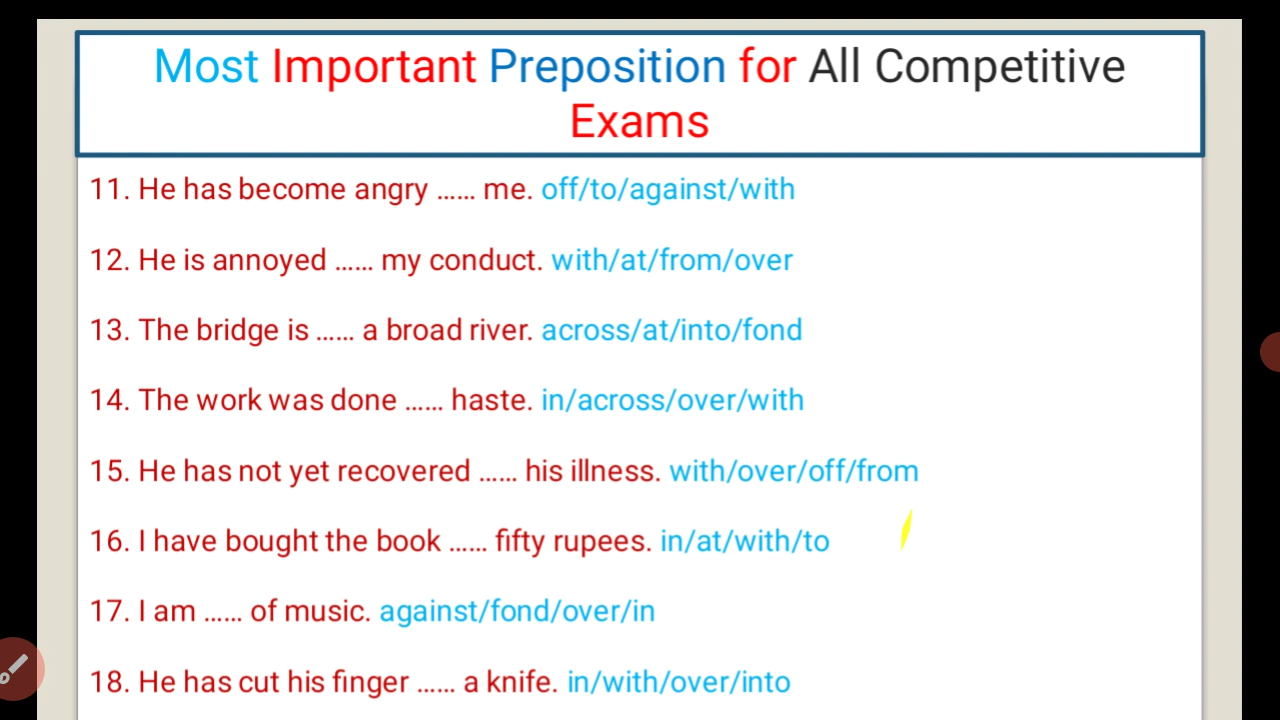 Most Important Preposition for All Competitive
Exams
11. He has become angry ...... me. off/to/against/with
12. He is annoyed ...... my conduct. with/at/from/over
13. The bridge is ...... a broad river. across/at/into/fond
14. The work was done ...... haste. in/across/over/with
15. He has not yet recovered ...... his illness. with/over/off/from
16. I have bought the book ...... fifty rupees. in/at/with/to
17. I am ...... of music. against/fond/over/in
18. He has cut his finger ...... a knife. in/with/over/into